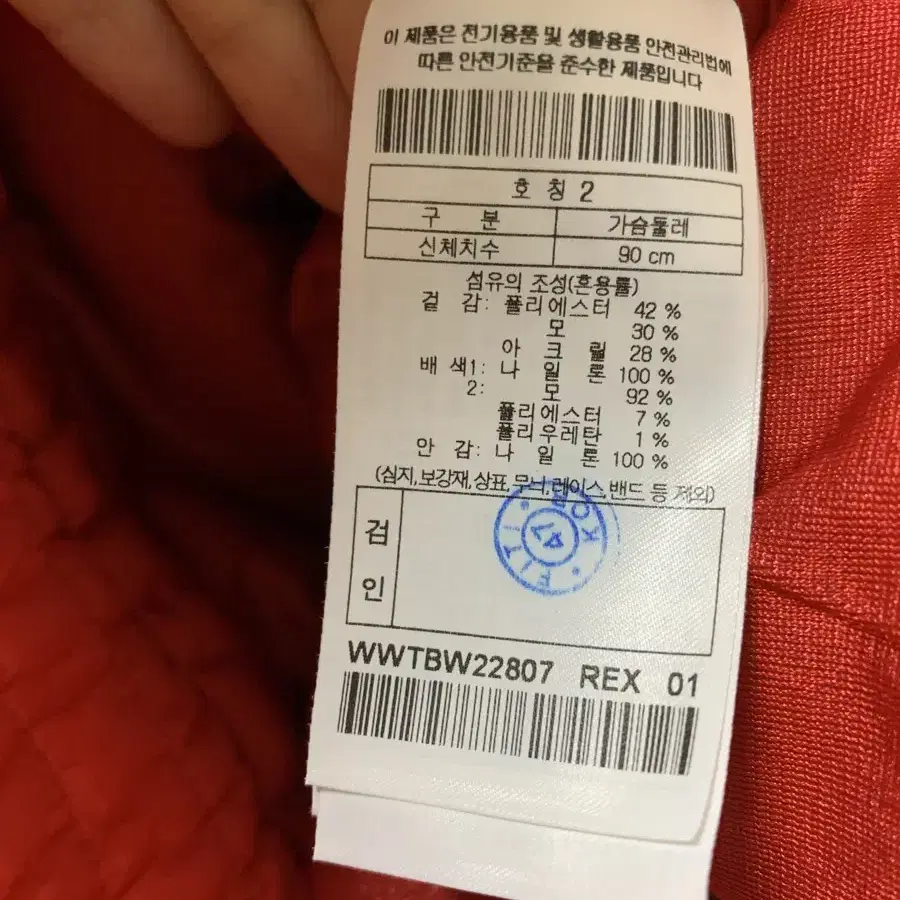 이 제품은 전기용품 및 생활용품 안전관리법에
따른 안전기준을 준수한 제품입니다
호 칭 2
구 분 가슴둘레
신체치수 90 cm
섬유의 조성(혼용률)
겉 감: 폴리에스터 42 %
모 30 %
아 크 릴 28 %
배 색1: 나 일 론 100 %
2: 모 92 %
폴리에스터 7 %
폴리우레탄 1 %
안 감: 나 일 론 100 %
(심지,보강재,상표,무늬,레이스,밴드 등 제외)
검
인
FITI
KOR
47
WWTBW22807 REX 01